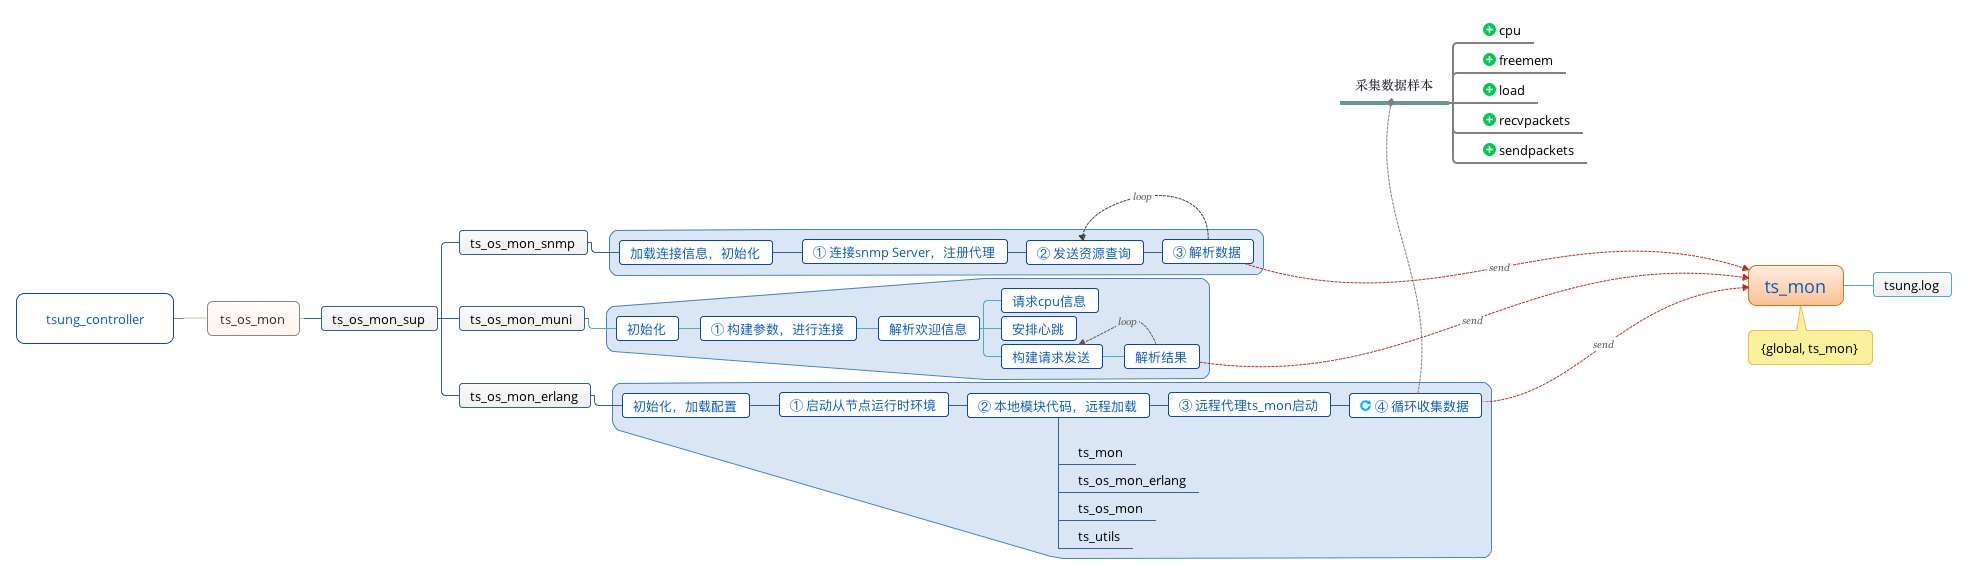 cpu
freemem
采集数据样本
load
recvpackets
sendpackets
loop
ts_os_mon_snmp
加载连接信息，初始化
① 连接snmp Server，注册代理
② 发送资源查询
③ 解析数据
send
ts_mon
tsung.log
{global, ts_mon}
tsung_controller
ts_os_mon
ts_os_mon_sup
ts_os_mon_muni
初始化
① 构建参数，进行连接
解析欢迎信息
请求cpu信息
安排心跳
构建请求发送
loop
解析结果
send
send
ts_os_mon_erlang
初始化，加载配置
① 启动从节点运行时环境
② 本地模块代码，远程加载
③ 远程代理ts_mon启动
④ 循环收集数据
ts_mon
ts_os_mon_erlang
ts_os_mon
ts_utils